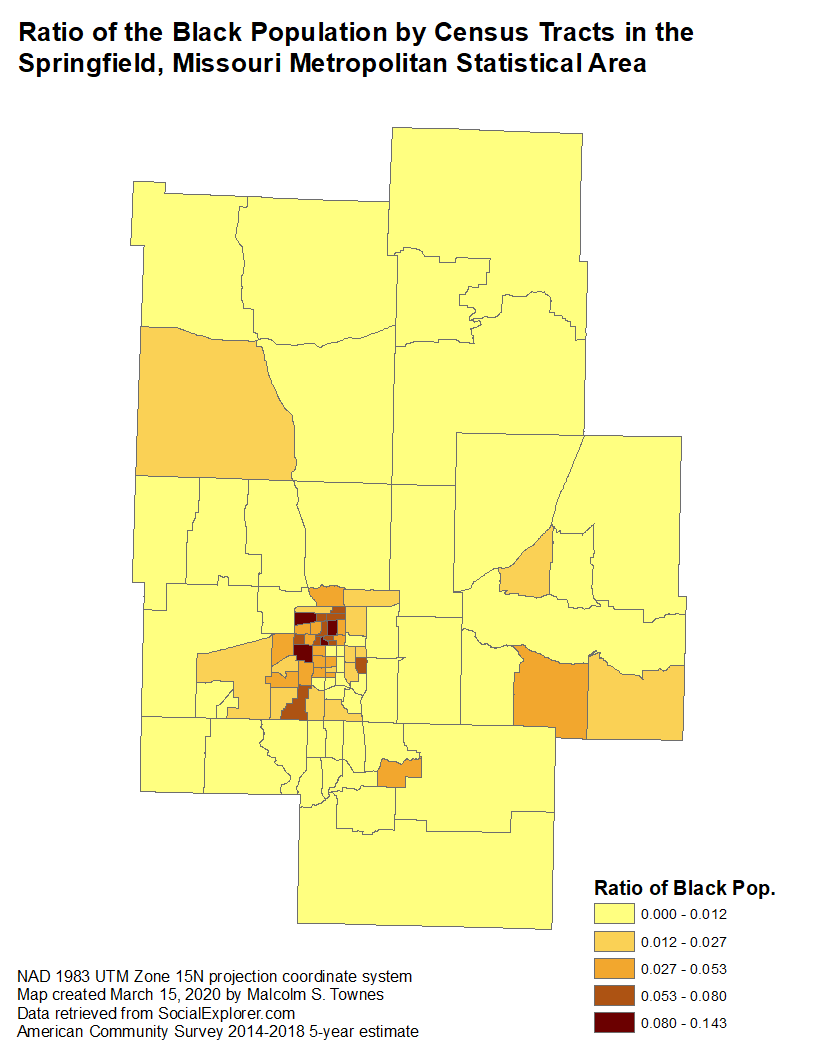 Ratio of the Black Population by Census Tracts in the
Springfield, Missouri Metropolitan Statistical Area
Ratio of Black Pop.
0.000 - 0.012
0.012 - 0.027
0.027 - 0.053
0.053 - 0.080
0.080 - 0.143
NAD 1983 UTM Zone 15N projection coordinate system
Map created March 15, 2020 by Malcolm S. Townes
Data retrieved from SocialExplorer.com
American Community Survey 2014-2018 5-year estimate